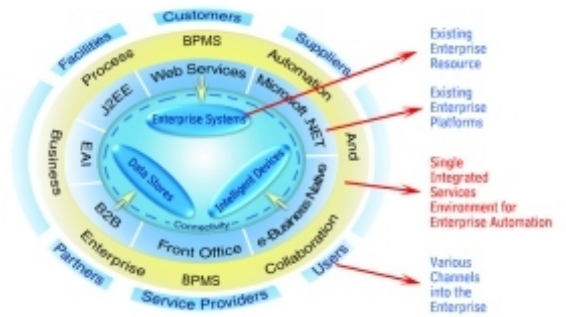 Customers
Facilities
Suppliers
BPMS
Process
Automation
Web Services
J2EE
Microsoft .NET
Enterprise Systems
Business
And
EAI
Data Stores
Intelligent Devices
Connectivity
B2B
e-Business Native
Front Office
Enterprise
Collaboration
BPMS
Partners
Users
Service Providers
Existing
Enterprise
Resource
Existing
Enterprise
Platforms
Single
Integrated
Services
Environment for
Enterprise Automation
Various
Channels
into the
Enterprise